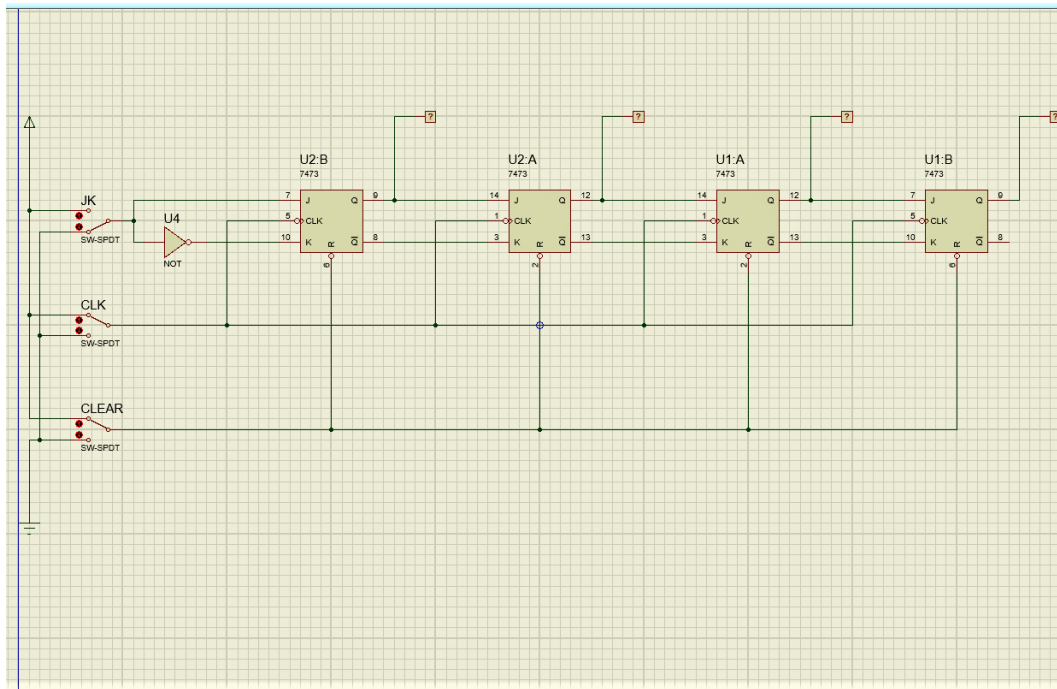 ?
?
?
?
U2:B
7473
U2:A
7473
U1:A
7473
U1:B
7473
JK
SW-SPDT
U4
NOT
7 J Q 9
5 CLK
10 K R Q 8
6
14 J Q 12
1 CLK
3 K R Q 13
2
14 J Q 12
1 CLK
3 K R Q 13
2
7 J Q 9
5 CLK
10 K R Q 8
6
CLK
SW-SPDT
CLEAR
SW-SPDT